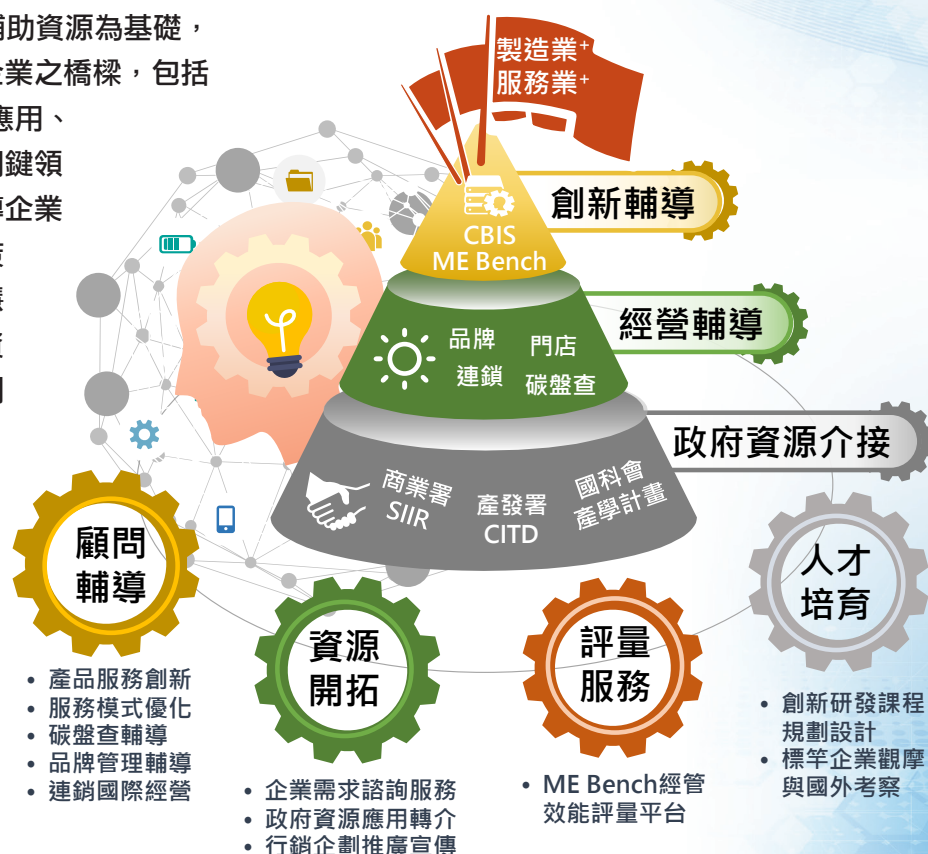 助資源為基礎，
企業之橋樑，包括
應用、
鍵領
企業
製造業⁺
服務業⁺
創新輔導
CBIS
ME Bench
經營輔導
品牌
門店
連鎖
碳盤查
政府資源介接
商業署
SIIR
產發署
CITD
國科會
產學計畫
顧問
輔導
• 產品服務創新
• 服務模式優化
• 碳盤查輔導
• 品牌管理輔導
• 連銷國際經營
資源
開拓
• 企業需求諮詢服務
• 政府資源應用轉介
• 行銷企劃推廣宣傳
評量
服務
• ME Bench經管
效能評量平台
人才
培育
• 創新研發課程
規劃設計
• 標竿企業觀摩
與國外考察